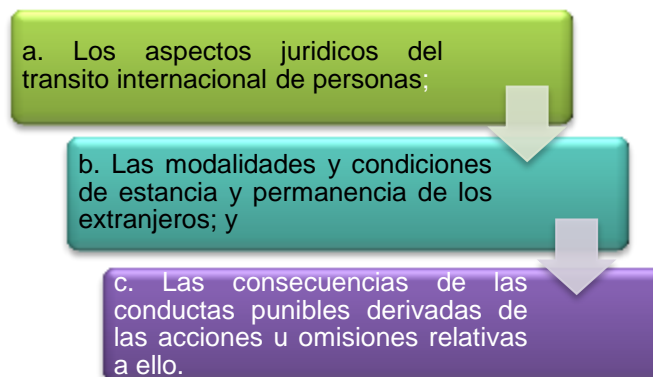 a. Los aspectos juridicos del
transito internacional de personas;
b. Las modalidades y condiciones
de estancia y permanencia de los
extranjeros; y
c. Las consecuencias de las
conductas punibles derivadas de
las acciones u omisiones relativas
a ello.